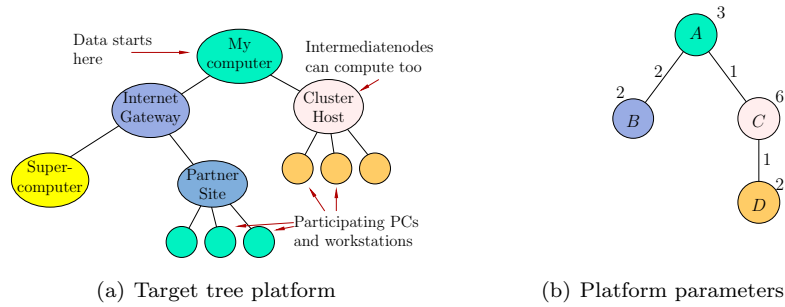 Data starts
here
My
computer
Intermediatenodes
can compute too
Internet
Gateway
Cluster
Host
Super-
computer
Partner
Site
Participating PCs
and workstations
(a) Target tree platform
3
A
2
1
2
B
6
C
1
2
D
(b) Platform parameters